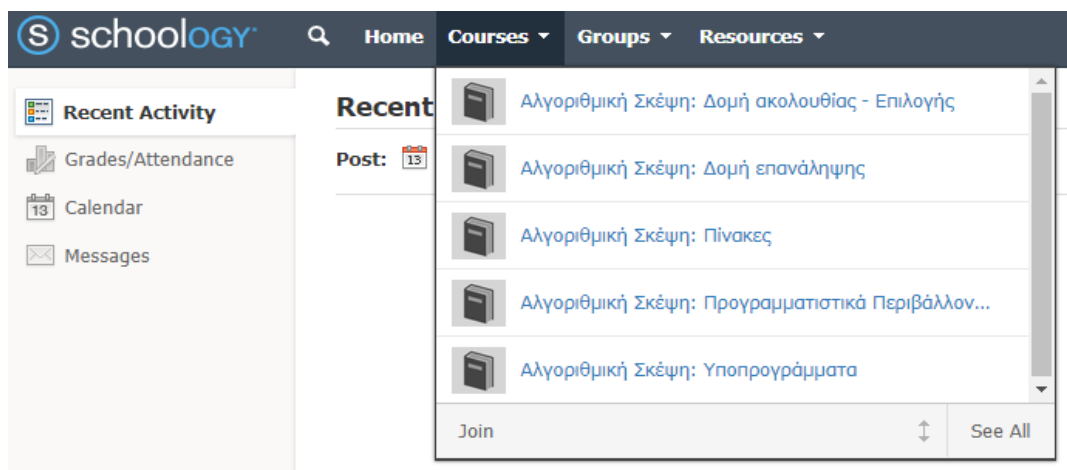 S schoology Home Courses Groups Resources
Recent Activity
Grades/Attendance
13 Calendar
Messages
Recent
Post: 13
Αλγοριθμική Σκέψη: Δομή ακολουθίας - Επιλογής
Αλγοριθμική Σκέψη: Δομή επανάληψης
Αλγοριθμική Σκέψη: Πίνακες
Αλγοριθμική Σκέψη: Προγραμματιστικά Περιβάλλον...
Αλγοριθμική Σκέψη: Υποπρογράμματα
Join See All